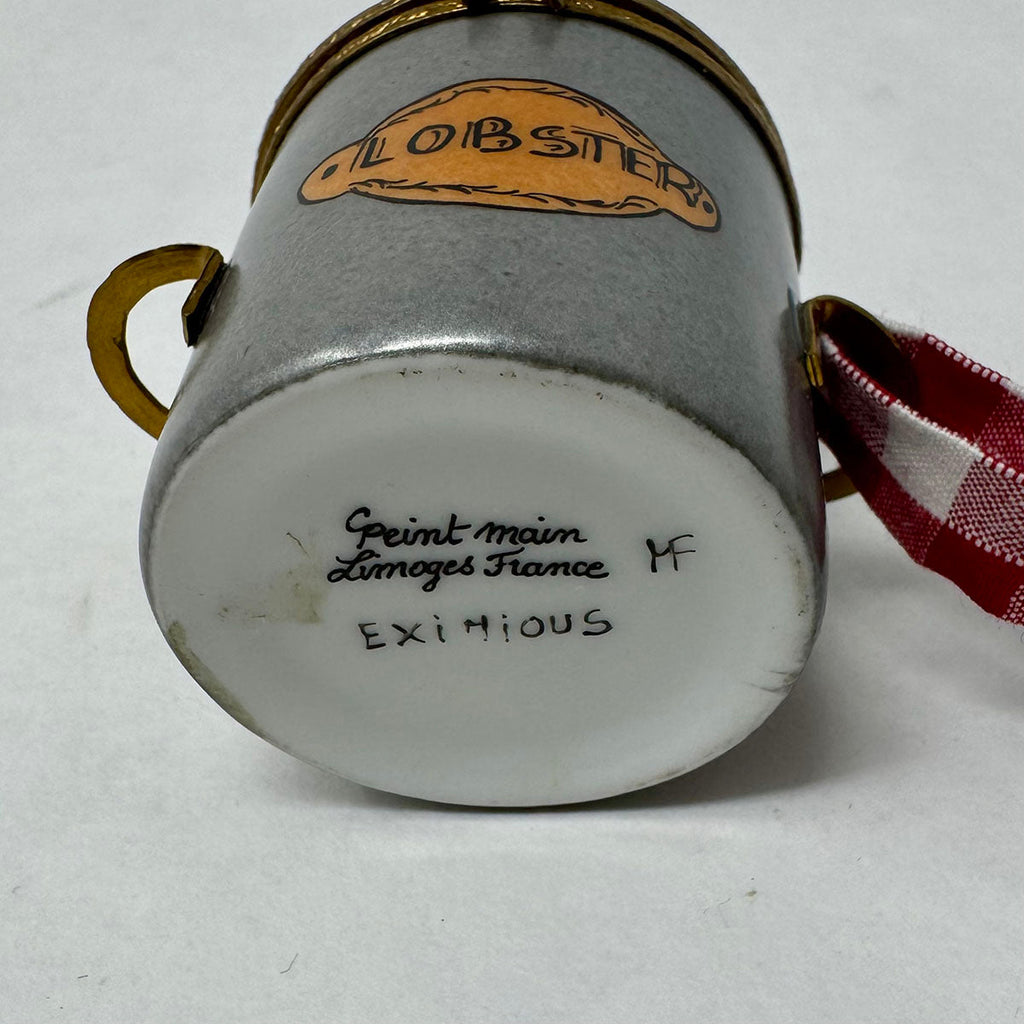 LOBSTER
Peint main
Limoges France
MF
EXiMiOUS